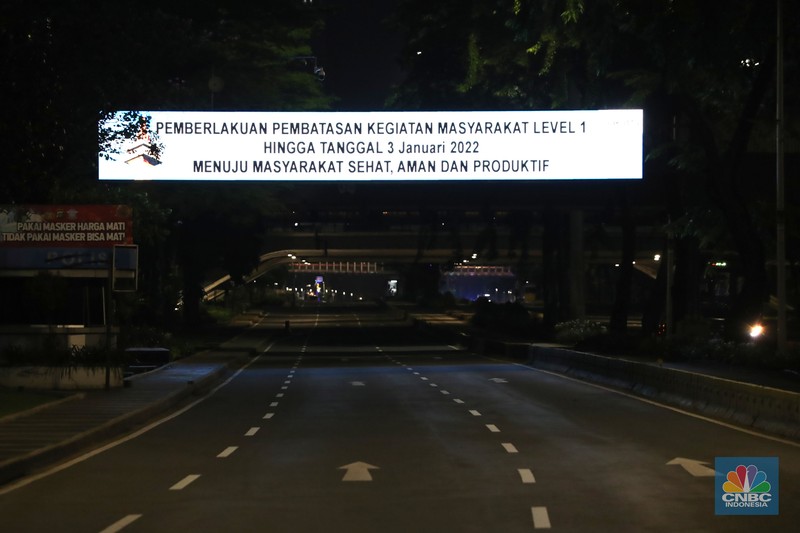 PEMBERLAKUAN PEMBATASAN KEGIATAN MASYARAKAT LEVEL 1
HINGGA TANGGAL 3 Januari 2022
MENUJU MASYARAKAT SEHAT, AMAN DAN PRODUKTIF
PAKAI MASKER HARGA MATI
TIDAK PAKAI MASKER BISA MATI
CNBC
INDONESIA